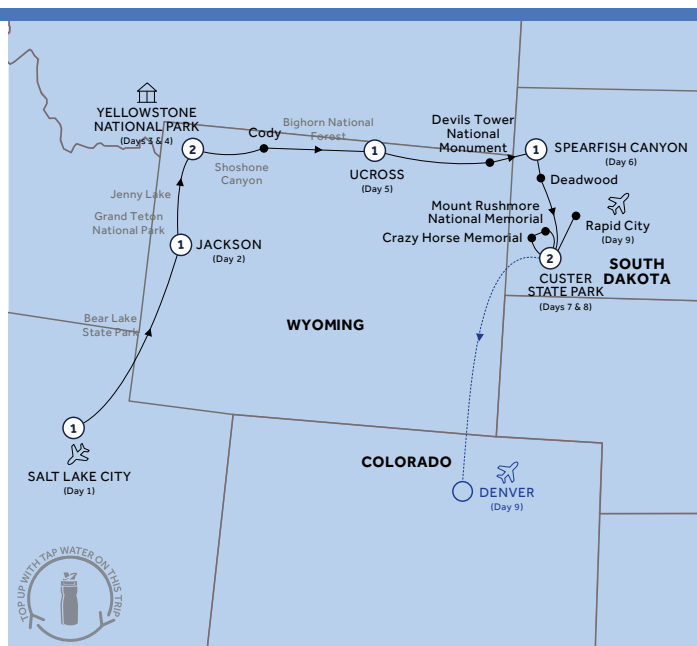 YELLOWSTONE
NATIONAL PARK
(Days 3 & 4)
2
Cody
Bighorn National
Forest
Shoshone
Canyon
1
UCROSS
(Day 5)
Devils Tower
National
Monument
1
SPEARFISH CANYON
(Day 6)
Deadwood
Jenny Lake
Grand Teton
National Park
1
JACKSON
(Day 2)
Mount Rushmore
National Memorial
Crazy Horse Memorial
Rapid City
(Day 9)
2
CUSTER
STATE PARK
(Days 7 & 8)
SOUTH
DAKOTA
Bear Lake
State Park
WYOMING
1
SALT LAKE CITY
(Day 1)
COLORADO
DENVER
(Day 9)
TOP UP WITH TAP WATER ON THIS TRIP